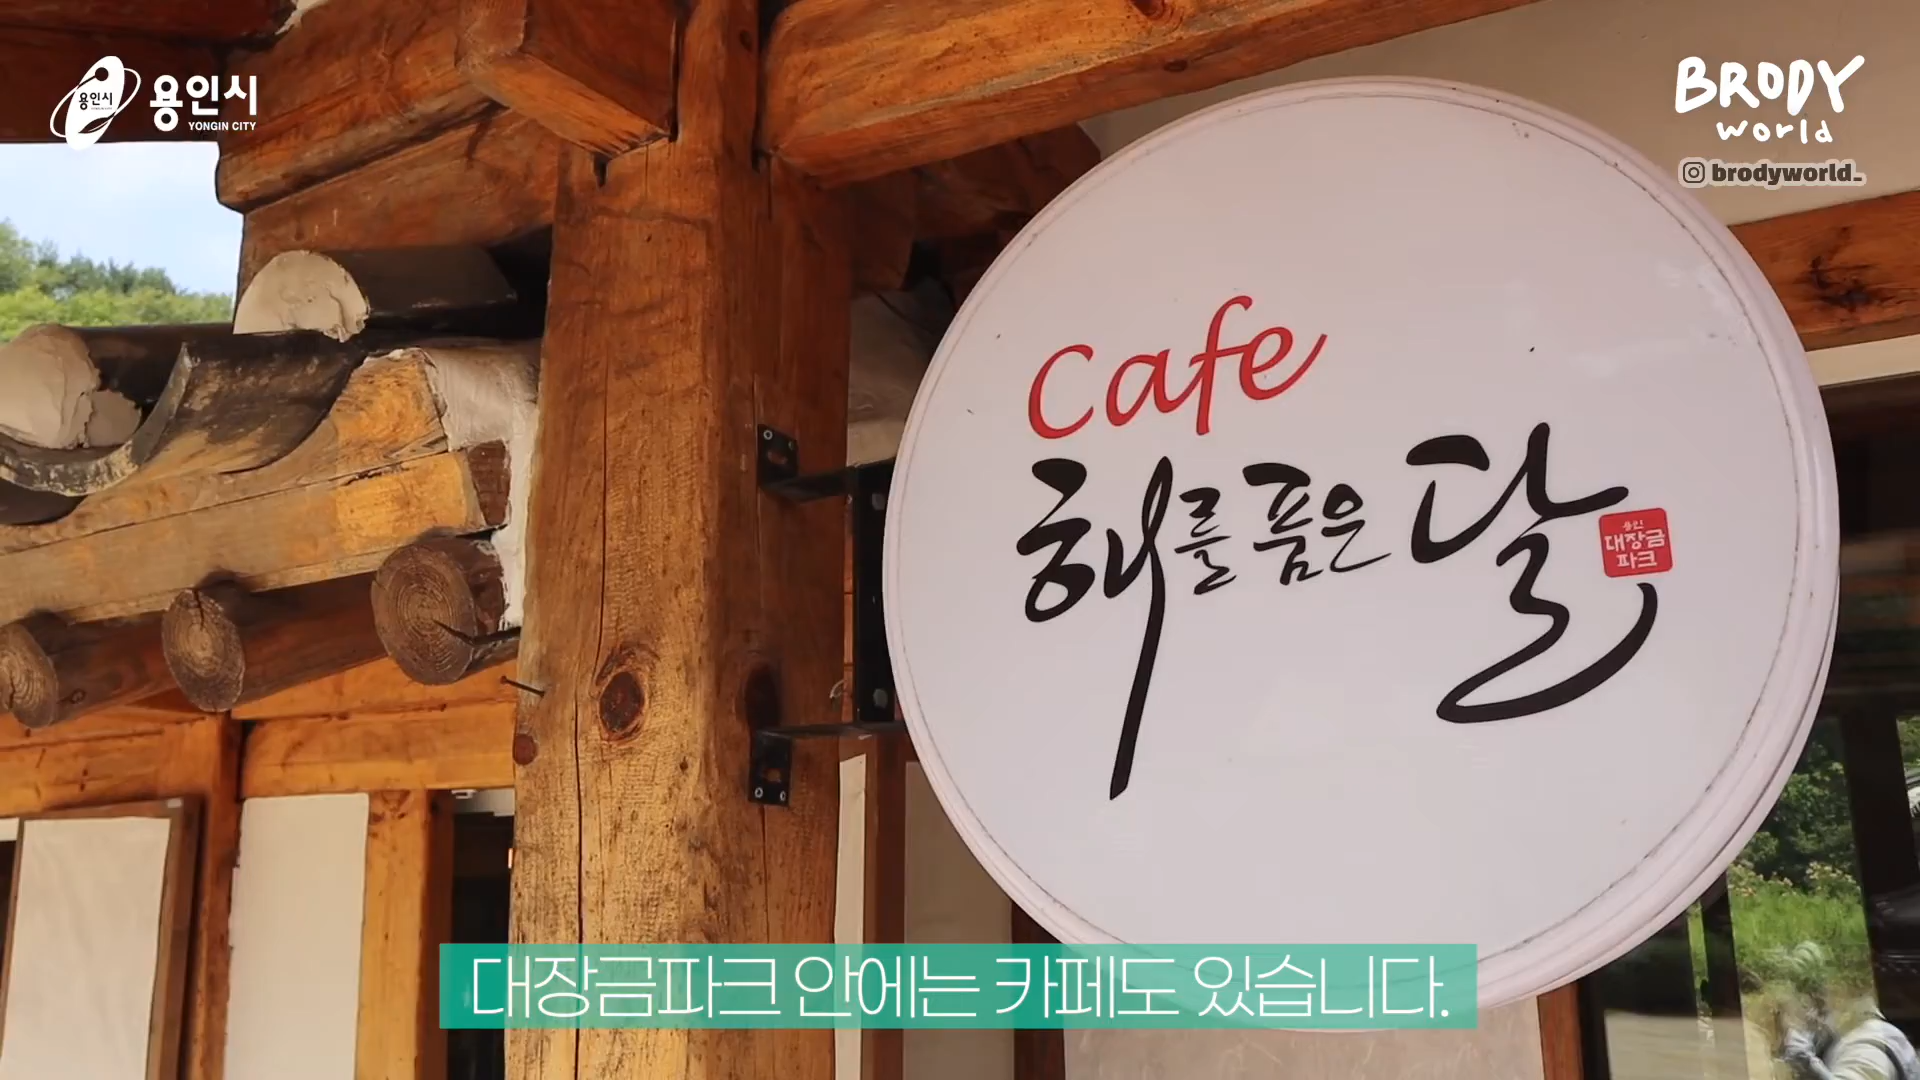 용인시
용인시
YONGIN CITY
BRODY
world
brodyworld_
Cafe
해를 품은 달
용인
대장금
파크
대장금파크 안에는 카페도 있습니다.